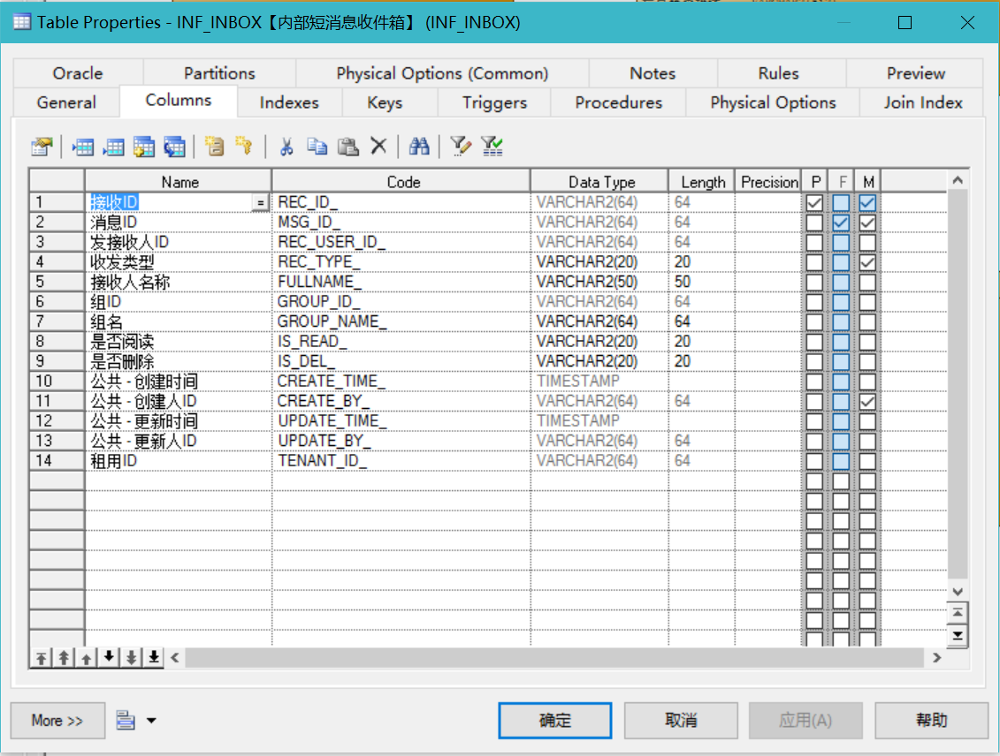 Table Properties - INF_INBOX【内部短消息收件箱】 (INF_INBOX)
Oracle Partitions Physical Options (Common) Notes Rules Preview
General Columns Indexes Keys Triggers Procedures Physical Options Join Index
Name Code Data Type Length Precision P F M
1 接收ID = REC_ID_ VARCHAR2(64) 64
2 消息ID MSG_ID_ VARCHAR2(64) 64
3 发接收人ID REC_USER_ID_ VARCHAR2(64) 64
4 收发类型 REC_TYPE_ VARCHAR2(20) 20
5 接收人名称 FULLNAME_ VARCHAR2(50) 50
6 组ID GROUP_ID_ VARCHAR2(64) 64
7 组名 GROUP_NAME_ VARCHAR2(64) 64
8 是否阅读 IS_READ_ VARCHAR2(20) 20
9 是否删除 IS_DEL_ VARCHAR2(20) 20
10 公共 - 创建时间 CREATE_TIME_ TIMESTAMP
11 公共 - 创建人ID CREATE_BY_ VARCHAR2(64) 64
12 公共 - 更新时间 UPDATE_TIME_ TIMESTAMP
13 公共 - 更新人ID UPDATE_BY_ VARCHAR2(64) 64
14 租用ID TENANT_ID_ VARCHAR2(64) 64
More >> 确定 取消 应用(A) 帮助